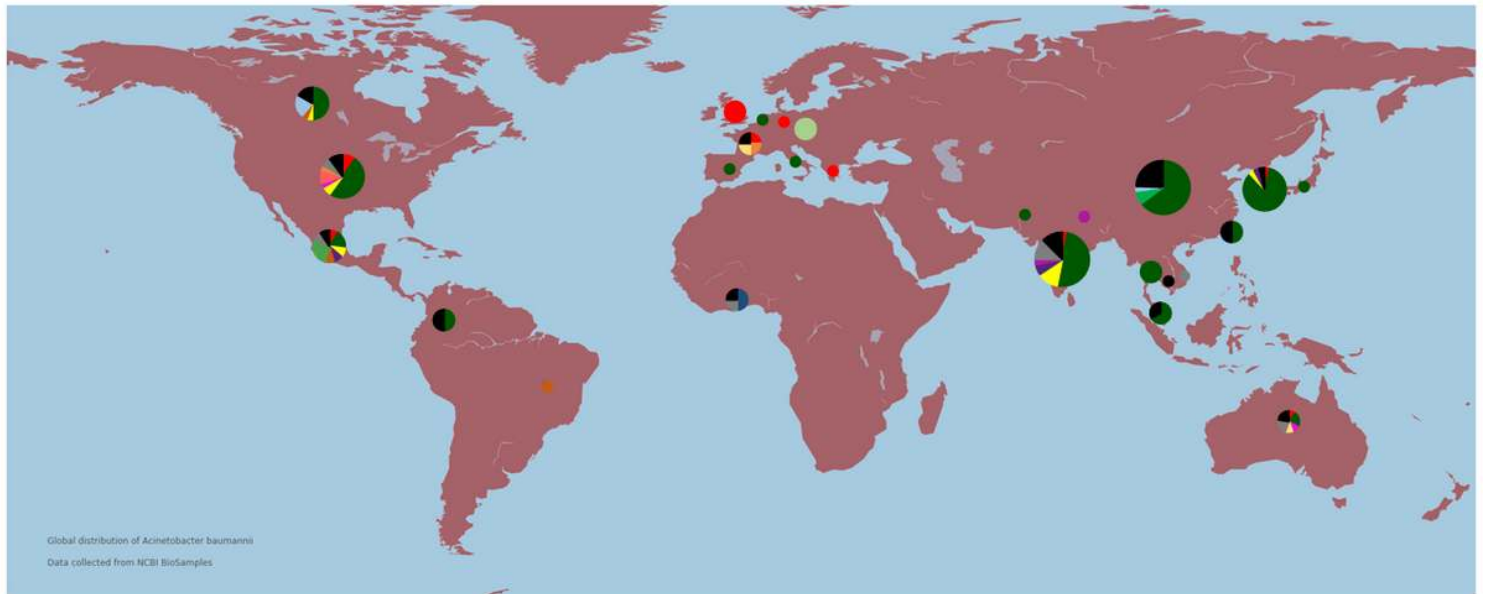 Global distribution of Acinetobacter baumannii
Data collected from NCBI BioSamples